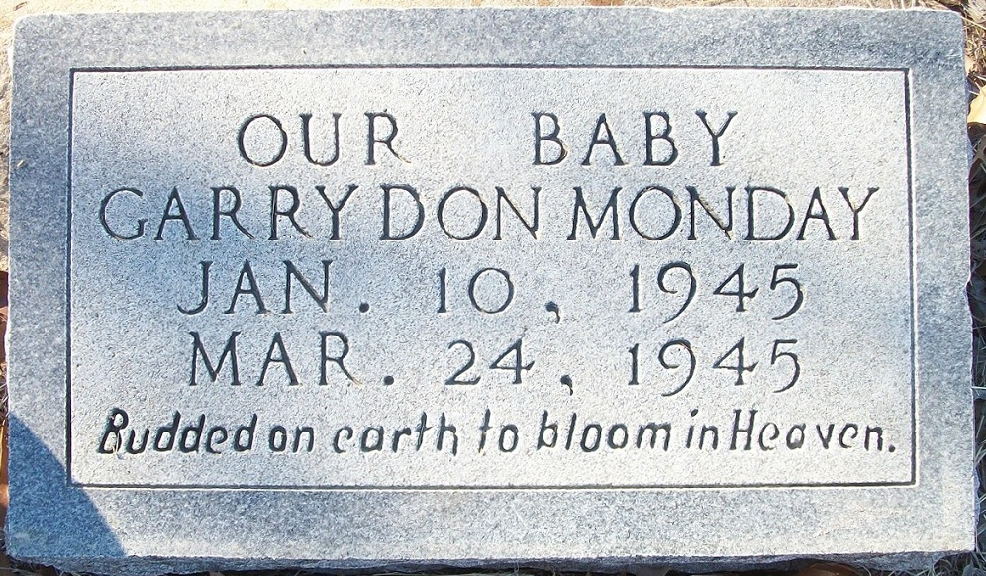 OUR BABY
GARRY DON MONDAY
JAN. 10, 1945
MAR. 24, 1945
Budded on earth to bloom in Heaven.